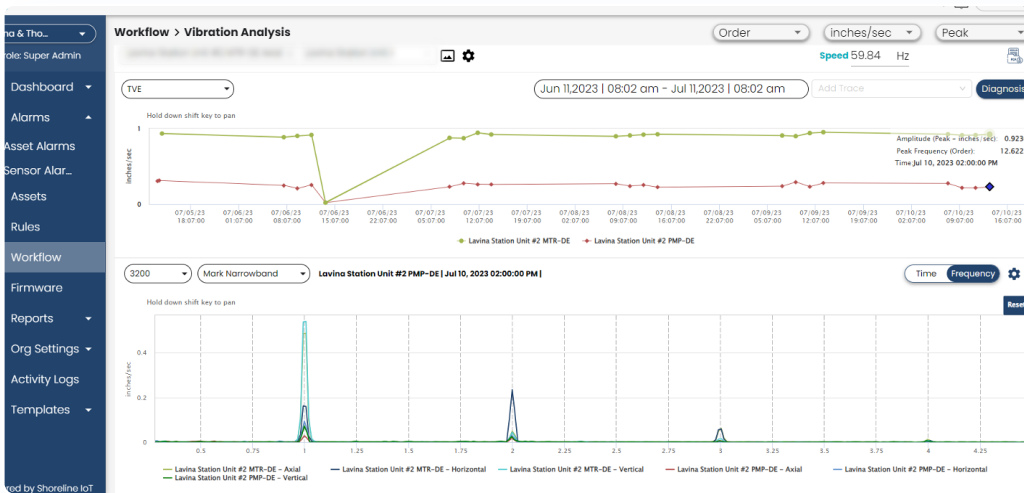 na & Tho...
role: Super Admin
Dashboard
Alarms
Asset Alarms
Sensor Alar...
Assets
Rules
Workflow
Firmware
Reports
Org Settings
Activity Logs
Templates
red by Shoreline IoT
Workflow > Vibration Analysis
Order
inches/sec
Peak
Speed 59.84 Hz
TVE
Jun 11,2023 | 08:02 am - Jul 11,2023 | 08:02 am
Add Trace
Diagnosis
Hold down shift key to pan
1
0
inches/sec
Amplitude (Peak - inches/sec): 0.923
Peak Frequency (Order): 12.622
Time: Jul 10, 2023 02:00:00 PM
07/05/23 07/06/23 07/06/23 07/06/23 07/06/23 07/07/23 07/07/23 07/07/23 07/08/23 07/08/23 07/08/23 07/09/23 07/09/23 07/09/23 07/10/23 07/10/23 07/10/23
18:07:00 01:07:00 08:07:00 15:07:00 22:07:00 05:07:00 12:07:00 19:07:00 02:07:00 09:07:00 16:07:00 05:07:00 12:07:00 19:07:00 02:07:00 09:07:00 16:07:00
Lavina Station Unit #2 MTR-DE Lavina Station Unit #2 PMP-DE
3200
Mark Narrowband
Lavina Station Unit #2 PMP-DE | Jul 10, 2023 02:00:00 PM |
Time
Frequency
Hold down shift key to pan
Reset
0.4
0.2
0
inches/sec
0.5 0.75 1 1.25 1.5 1.75 2 2.25 2.5 2.75 3 3.25 3.5 3.75 4 4.25
Lavina Station Unit #2 MTR-DE - Axial Lavina Station Unit #2 MTR-DE - Horizontal Lavina Station Unit #2 MTR-DE - Vertical Lavina Station Unit #2 PMP-DE - Axial Lavina Station Unit #2 PMP-DE - Horizontal
Lavina Station Unit #2 PMP-DE - Vertical